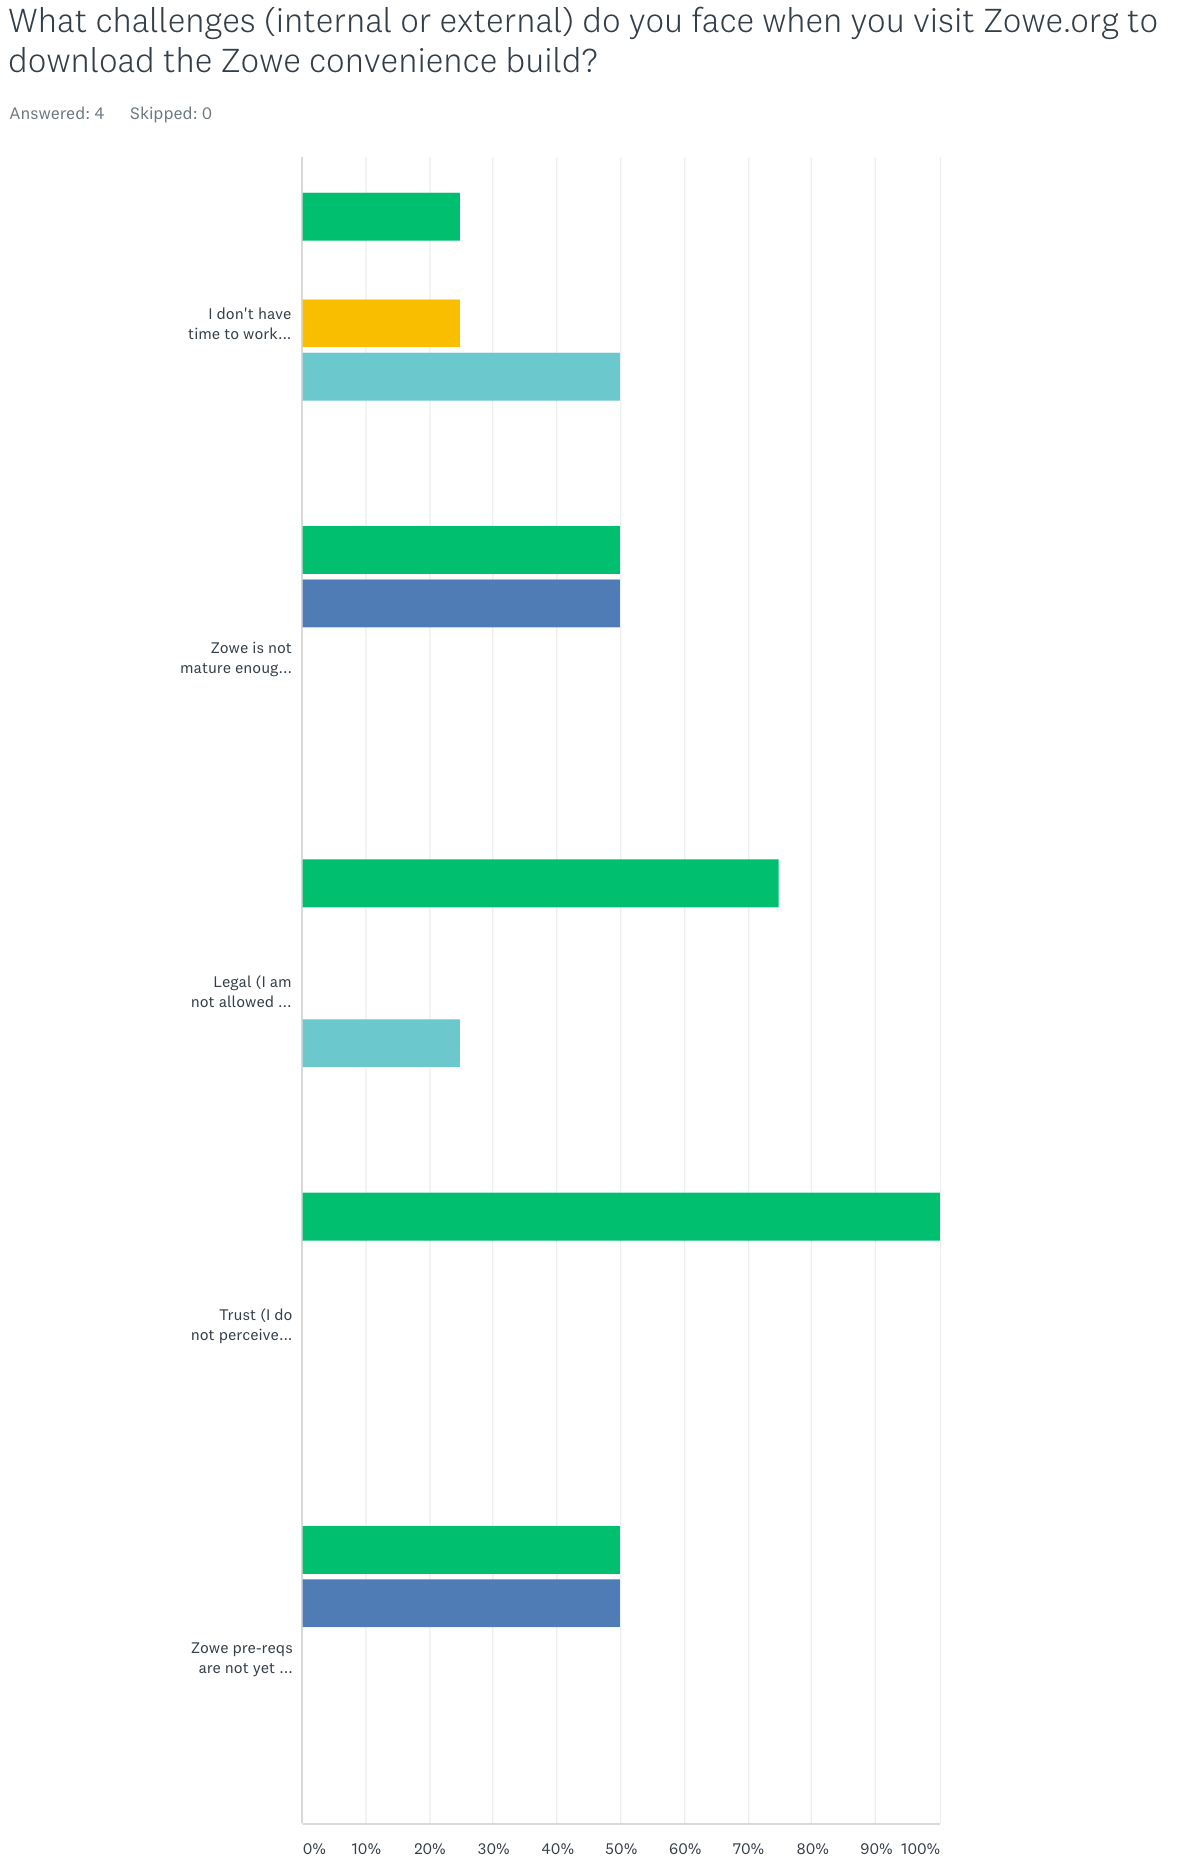 What challenges (internal or external) do you face when you visit Zowe.org to
download the Zowe convenience build?
Answered: 4 Skipped: 0
I don't have
time to work...
Zowe is not
mature enoug...
Legal (I am
not allowed ...
Trust (I do
not perceive...
Zowe pre-reqs
are not yet ...
0% 10% 20% 30% 40% 50% 60% 70% 80% 90% 100%